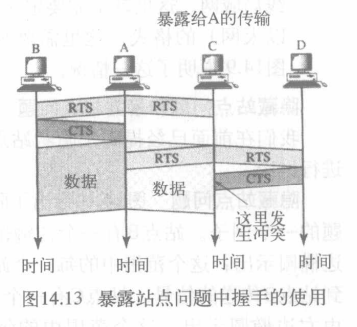 暴露给A的传输
B A C D
RTS RTS
CTS
RTS RTS
数据 数据 CTS
这里发
生冲突
时间 时间 时间 时间
图14.13 暴露站点问题中握手的使用